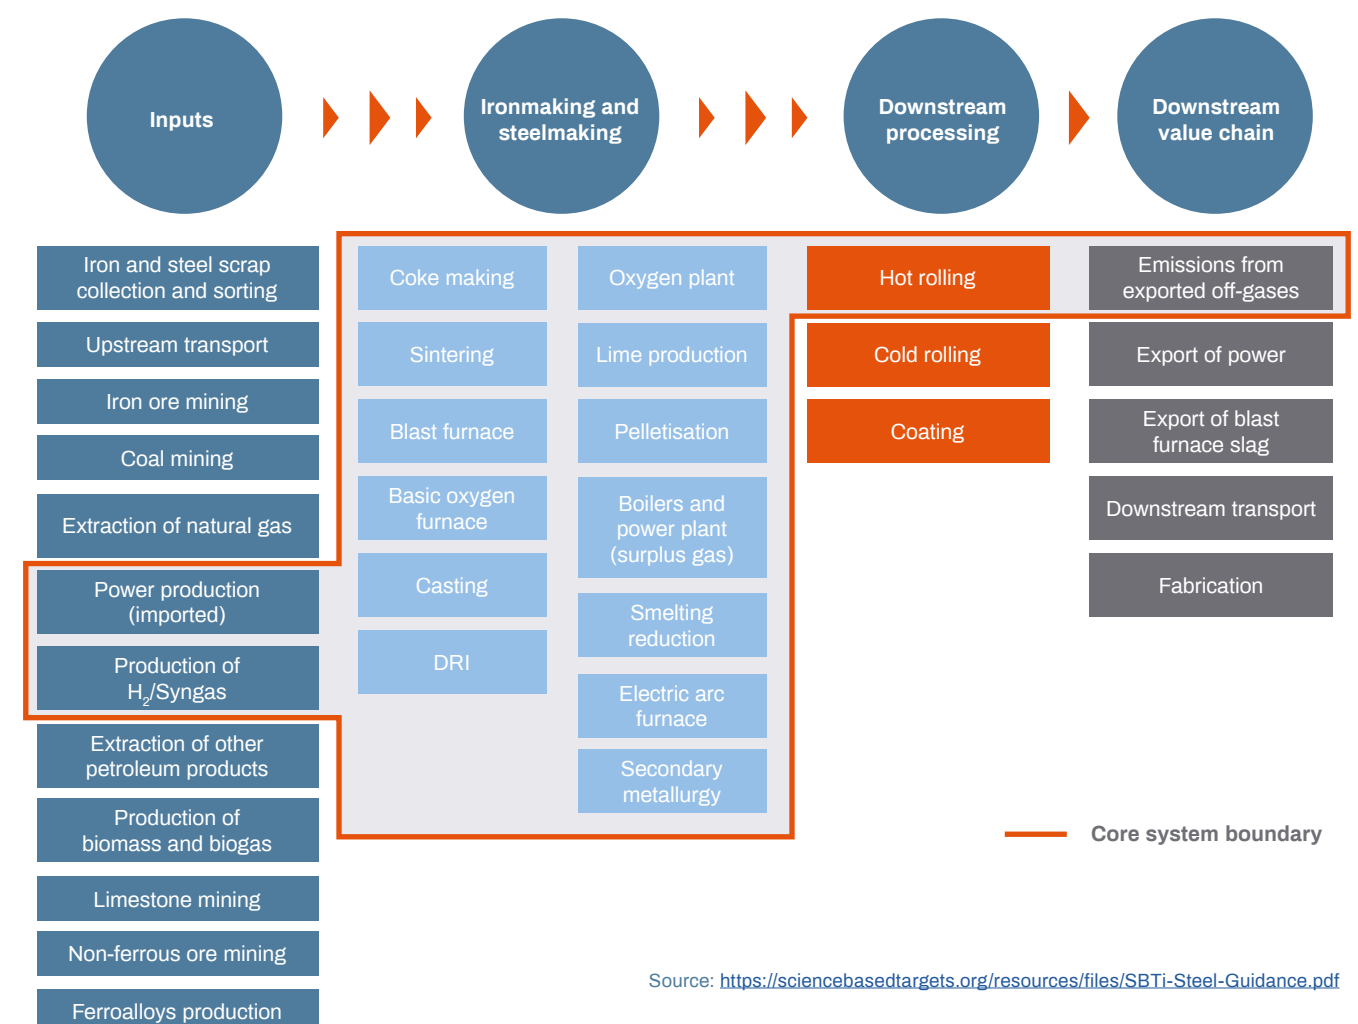 Inputs
Ironmaking and
steelmaking
Downstream
processing
Downstream
value chain
Iron and steel scrap
collection and sorting
Upstream transport
Iron ore mining
Coal mining
Extraction of natural gas
Power production
(imported)
Production of
H₂/Syngas
Extraction of other
petroleum products
Production of
biomass and biogas
Limestone mining
Non-ferrous ore mining
Ferroalloys production
Coke making
Sintering
Blast furnace
Basic oxygen
furnace
Casting
DRI
Oxygen plant
Lime production
Pelletisation
Boilers and
power plant
(surplus gas)
Smelting
reduction
Electric arc
furnace
Secondary
metallurgy
Hot rolling
Cold rolling
Coating
Emissions from
exported off-gases
Export of power
Export of blast
furnace slag
Downstream transport
Fabrication
Core system boundary
Source: https://sciencebasedtargets.org/resources/files/SBTi-Steel-Guidance.pdf